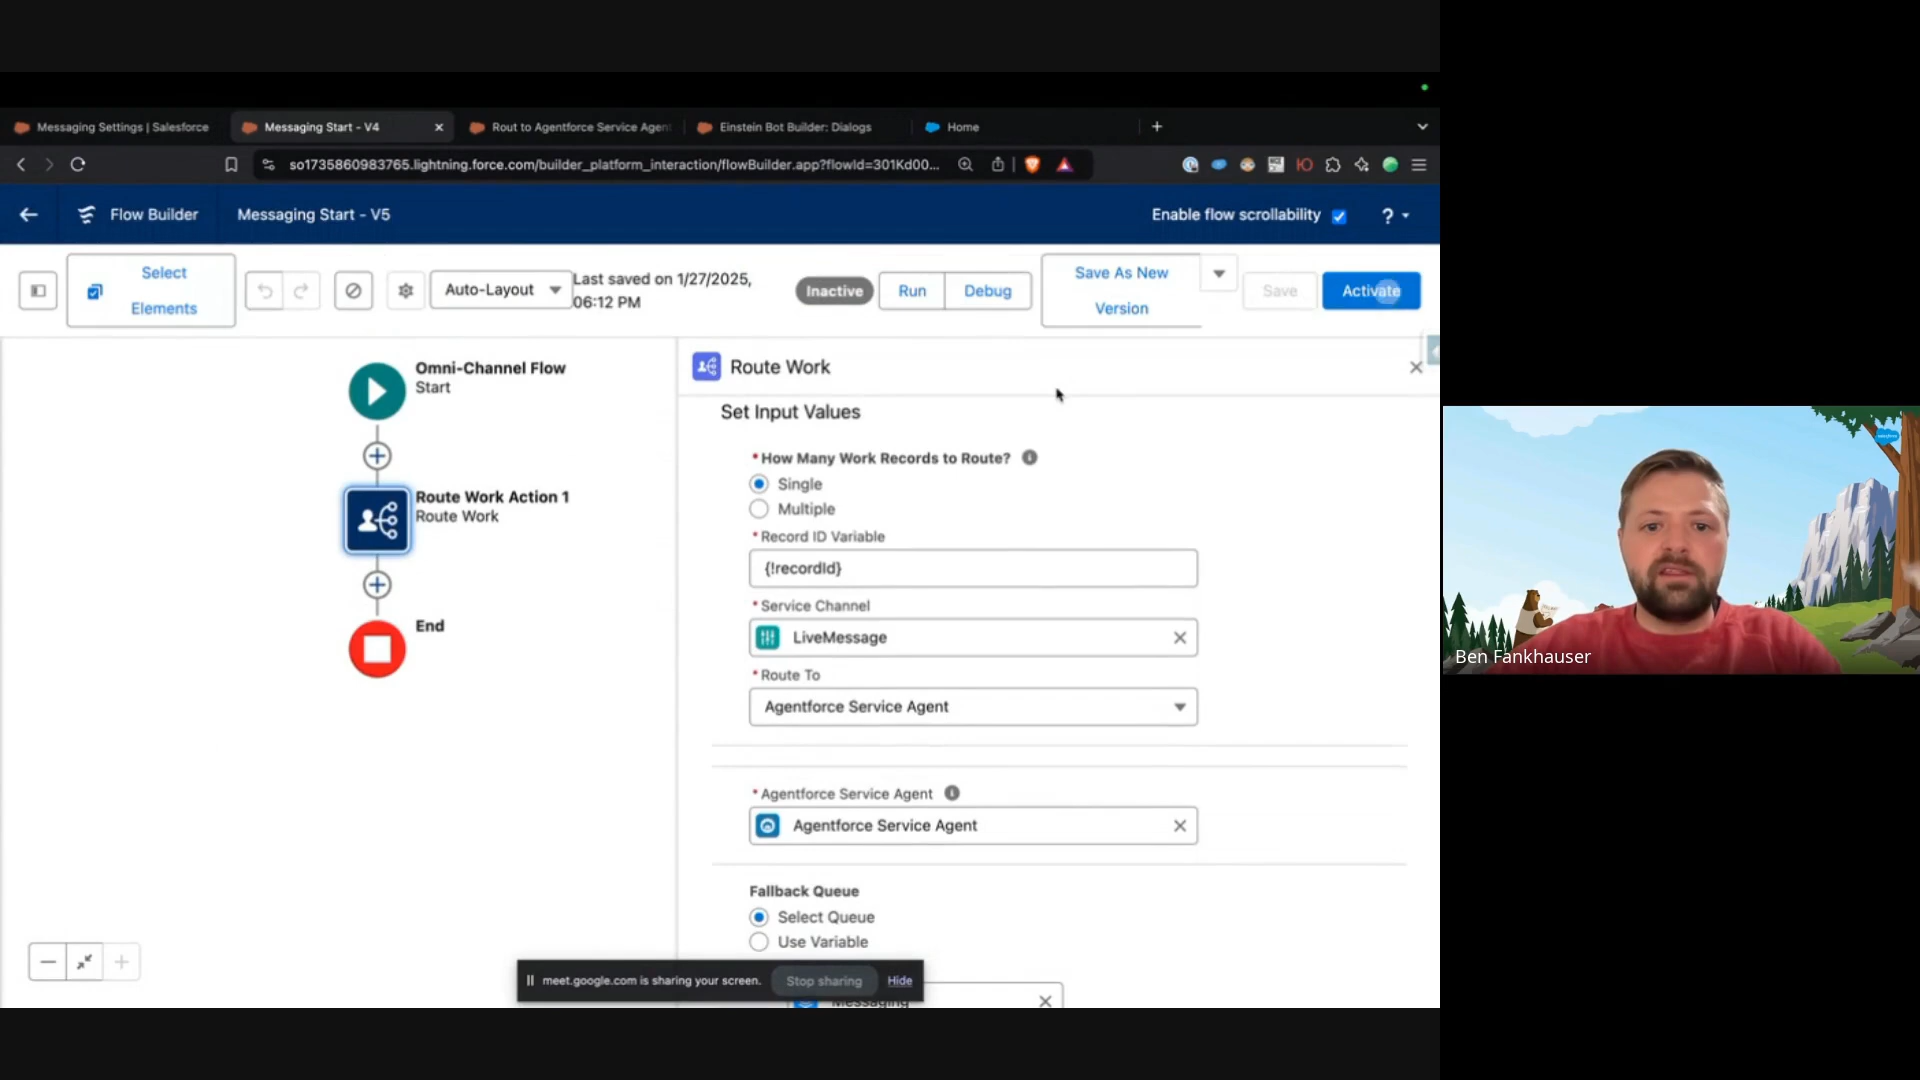 Messaging Settings | Salesforce
Messaging Start - V4
Rout to Agentforce Service Agent
Einstein Bot Builder: Dialogs
Home
so1735860983765.lightning.force.com/builder_platform_interaction/flowBuilder.app?flowId=301Kd00...
Flow Builder
Messaging Start - V5
Enable flow scrollability
?
Select Elements
Auto-Layout
Last saved on 1/27/2025, 06:12 PM
Inactive
Run
Debug
Save As New Version
Save
Activate
Omni-Channel Flow
Start
Route Work Action 1
Route Work
End
Route Work
Set Input Values
* How Many Work Records to Route?
Single
Multiple
* Record ID Variable
{!recordId}
* Service Channel
LiveMessage
* Route To
Agentforce Service Agent
* Agentforce Service Agent
Agentforce Service Agent
Fallback Queue
Select Queue
Use Variable
Messaging
meet.google.com is sharing your screen.
Stop sharing
Hide
Ben Fankhauser